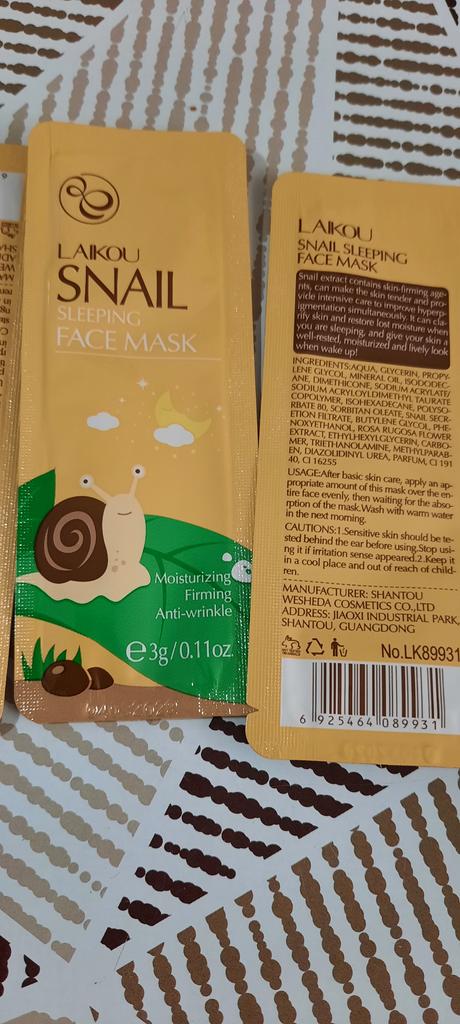 LAIKOU
SNAIL
SLEEPING
FACE MASK
Moisturizing
Firming
Anti-wrinkle
e3g/0.11oz.
LAIKOU
SNAIL SLEEPING
FACE MASK
Snail extract contains skin-firming age-
nts, can make the skin tender and pro-
vide intensive care to improve hyperp-
igmentation simultaneously. It can cla-
rify skin and restore lost moisture when
you are sleeping, and give your skin a
well-rested, moisturized and lively look
when wake up!
INGREDIENTS:AQUA, GLYCERIN, PROPY-
LENE GLYCOL, MINERAL OIL, ISODODEC-
ANE, DIMETHICONE, SODIUM ACRYLATE/
SODIUM ACRYLOYLDIMETHYL TAURATE
COPOLYMER, ISOHEXADECANE, POLYSO-
RBATE 80, SORBITAN OLEATE, SNAIL SECR-
ETION FILTRATE, BUTYLENE GLYCOL, PHE-
NOXYETHANOL, ROSA RUGOSA FLOWER
EXTRACT, ETHYLHEXYLGLYCERIN, CARBO-
MER, TRIETHANOLAMINE, METHYLPARAB-
EN, DIAZOLIDINYL UREA, PARFUM, CI 191
40, CI 16255
USAGE:After basic skin care, apply an ap-
propriate amount of this mask over the en-
tire face evenly, then waiting for the abso-
rption of the mask.Wash with warm water
in the next morning.
CAUTIONS:1.Sensitive skin should be te-
sted behind the ear before using.Stop usi-
ng it if irritation sense appeared.2.Keep it
in a cool place and out of reach of child-
ren.
MANUFACTURER: SHANTOU
WESHEDA COSMETICS CO.,LTD
ADDRESS: JIAOXI INDUSTRIAL PARK,
SHANTOU, GUANGDONG
No.LK89931
6 925464 089931